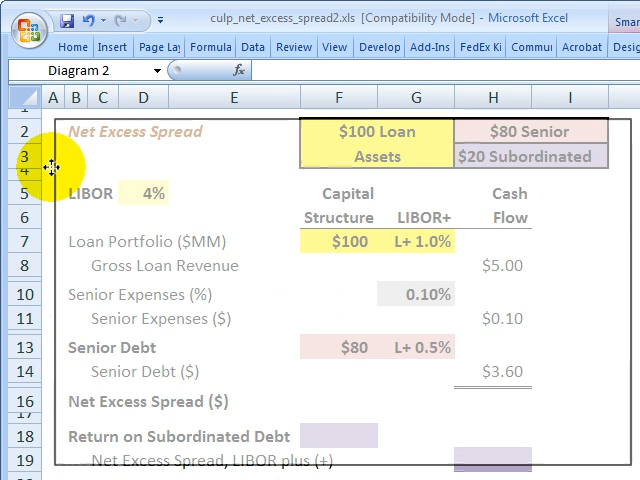 culp_net_excess_spread2.xls [Compatibility Mode] - Microsoft Excel
Smar
Home Insert Page Lay Formula Data Review View Develop Add-Ins FedEx Ki Commu Acrobat Desig
Diagram 2 fx
A B C D E F G H I
2 Net Excess Spread $100 Loan $80 Senior
3 Assets $20 Subordinated
4
5 LIBOR 4% Capital Cash
6 Structure LIBOR+ Flow
7 Loan Portfolio ($MM) $100 L+ 1.0%
8 Gross Loan Revenue $5.00
10 Senior Expenses (%) 0.10%
11 Senior Expenses ($) $0.10
13 Senior Debt $80 L+ 0.5%
14 Senior Debt ($) $3.60
16 Net Excess Spread ($)
17
18 Return on Subordinated Debt
19 Net Excess Spread, LIBOR plus (+)